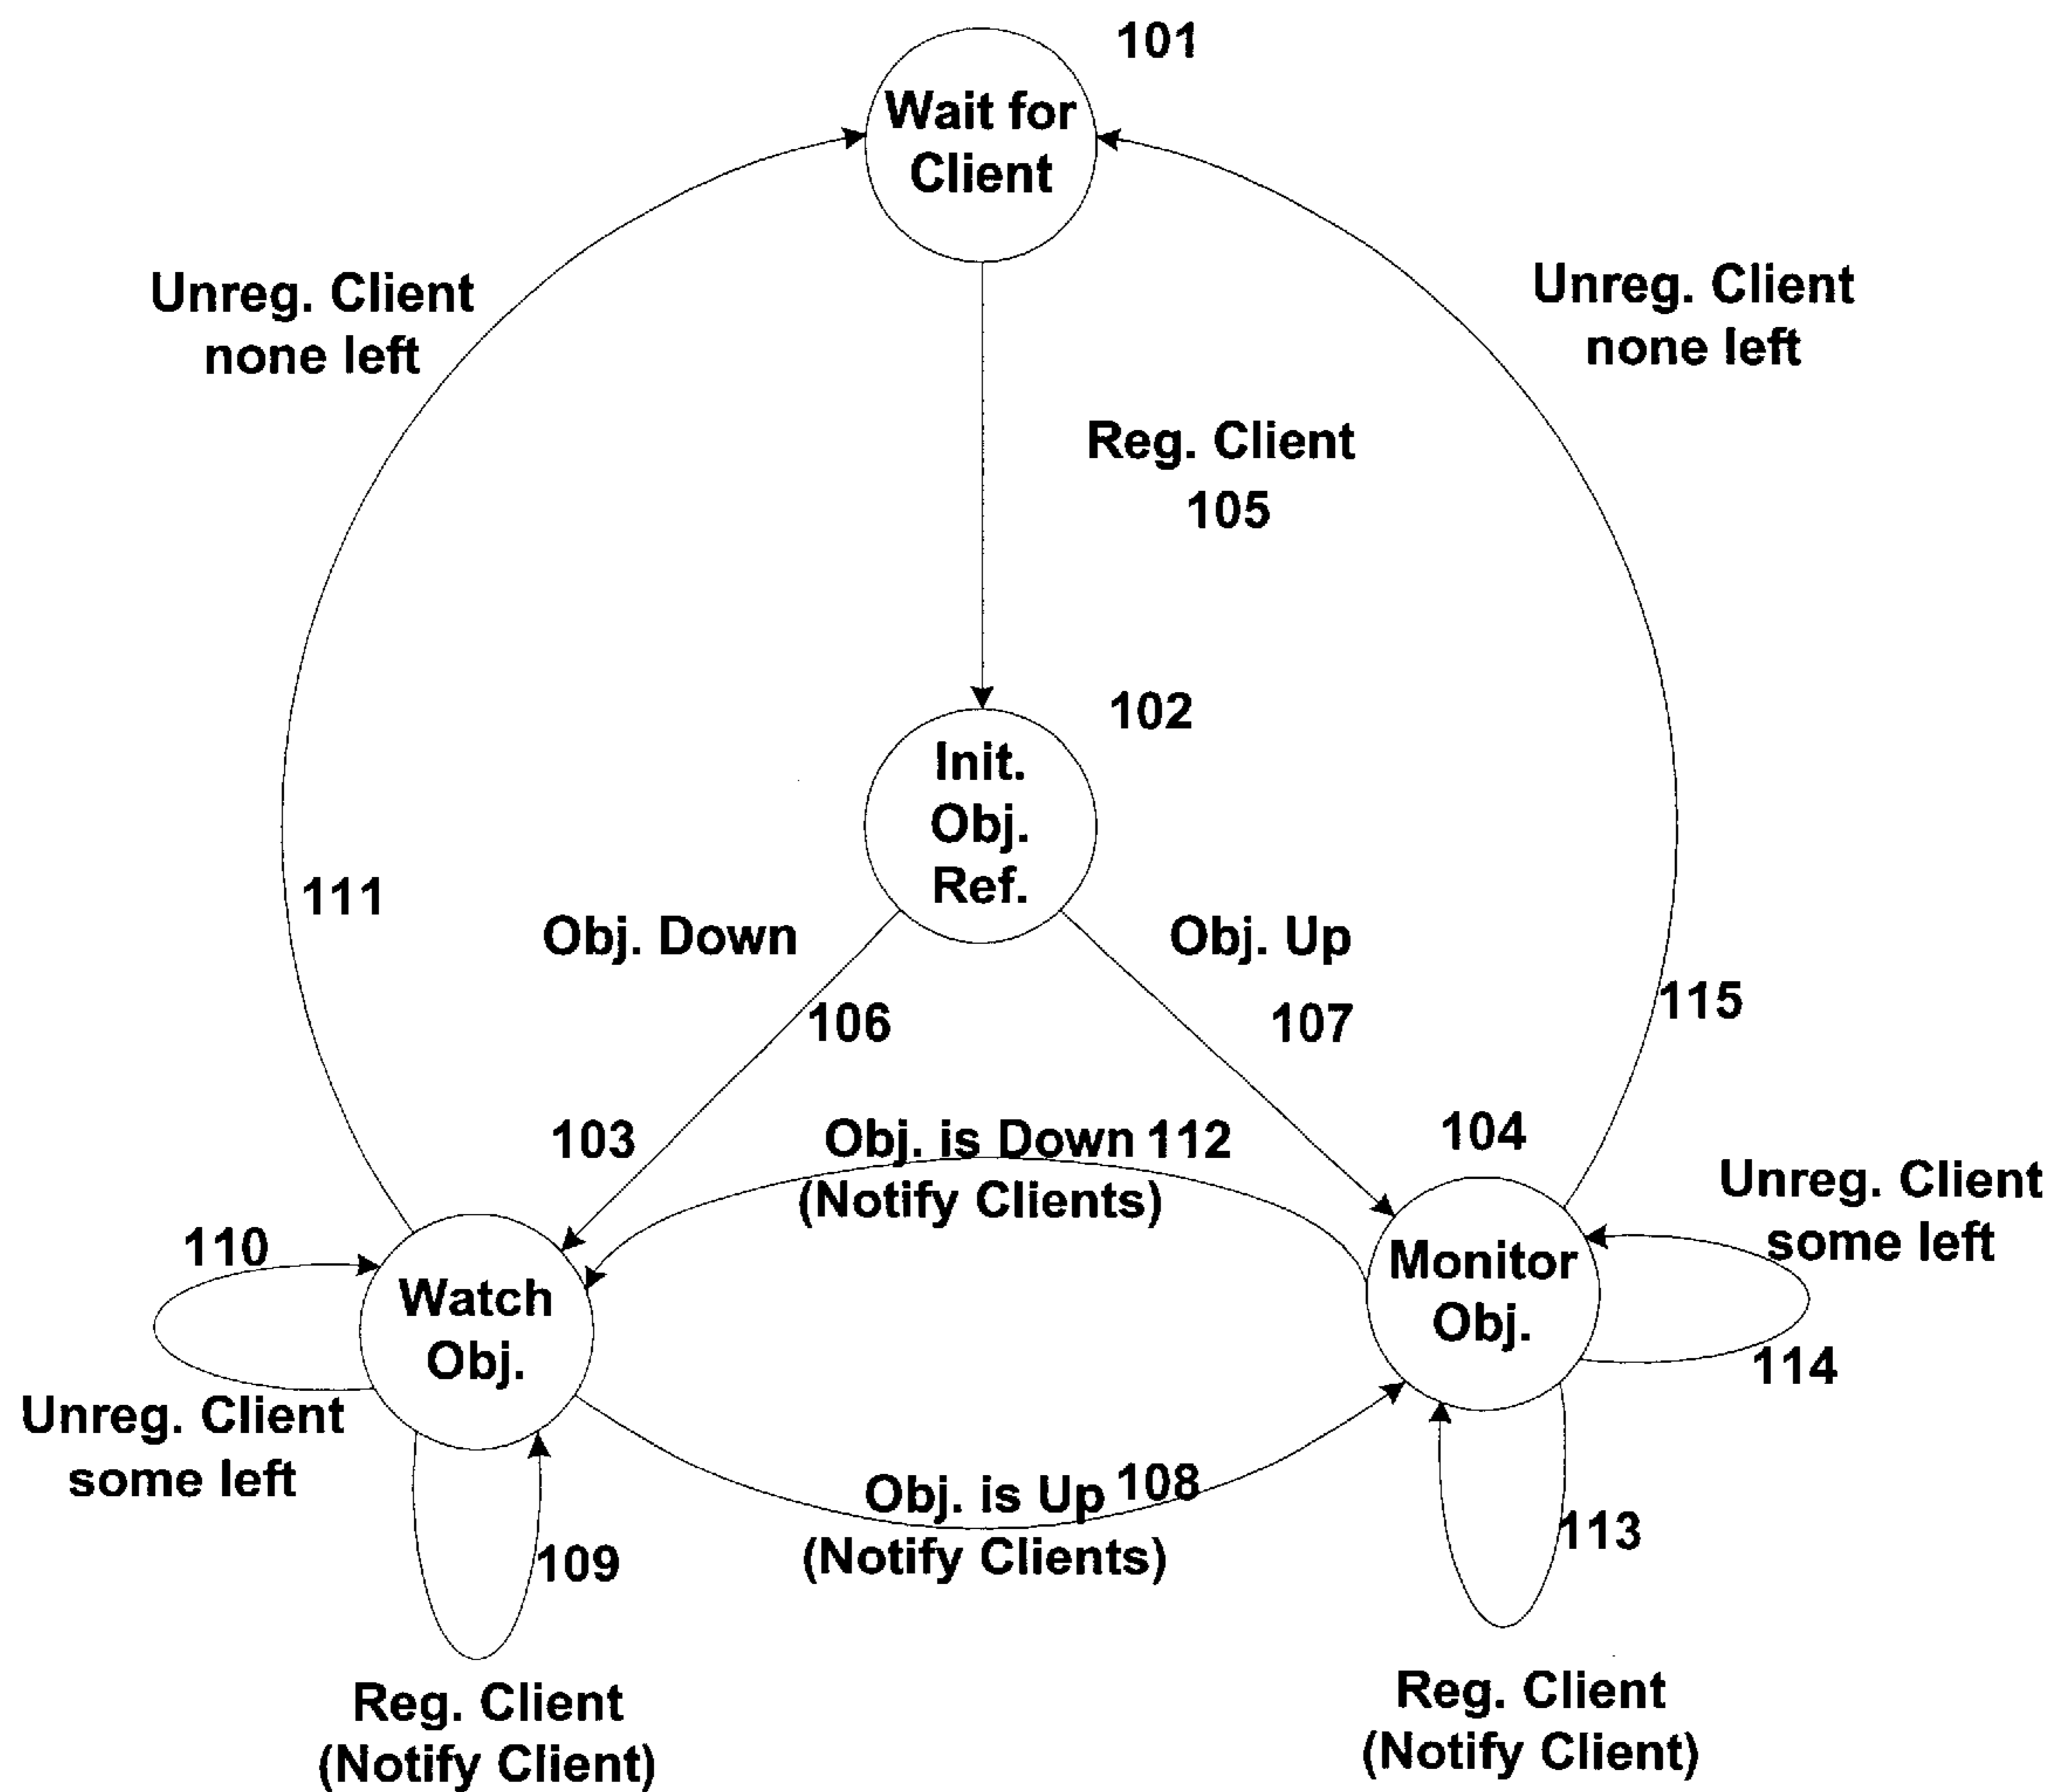 101
Wait for
Client
Unreg. Client
none left
Unreg. Client
none left
Reg. Client
105
102
Init.
Obj.
Ref.
111
Obj. Down
Obj. Up
106
107
115
103
Obj. is Down 112
(Notify Clients)
104
Unreg. Client
some left
110
Watch
Obj.
Monitor
Obj.
114
Unreg. Client
some left
Obj. is Up 108
(Notify Clients)
109
113
Reg. Client
(Notify Client)
Reg. Client
(Notify Client)